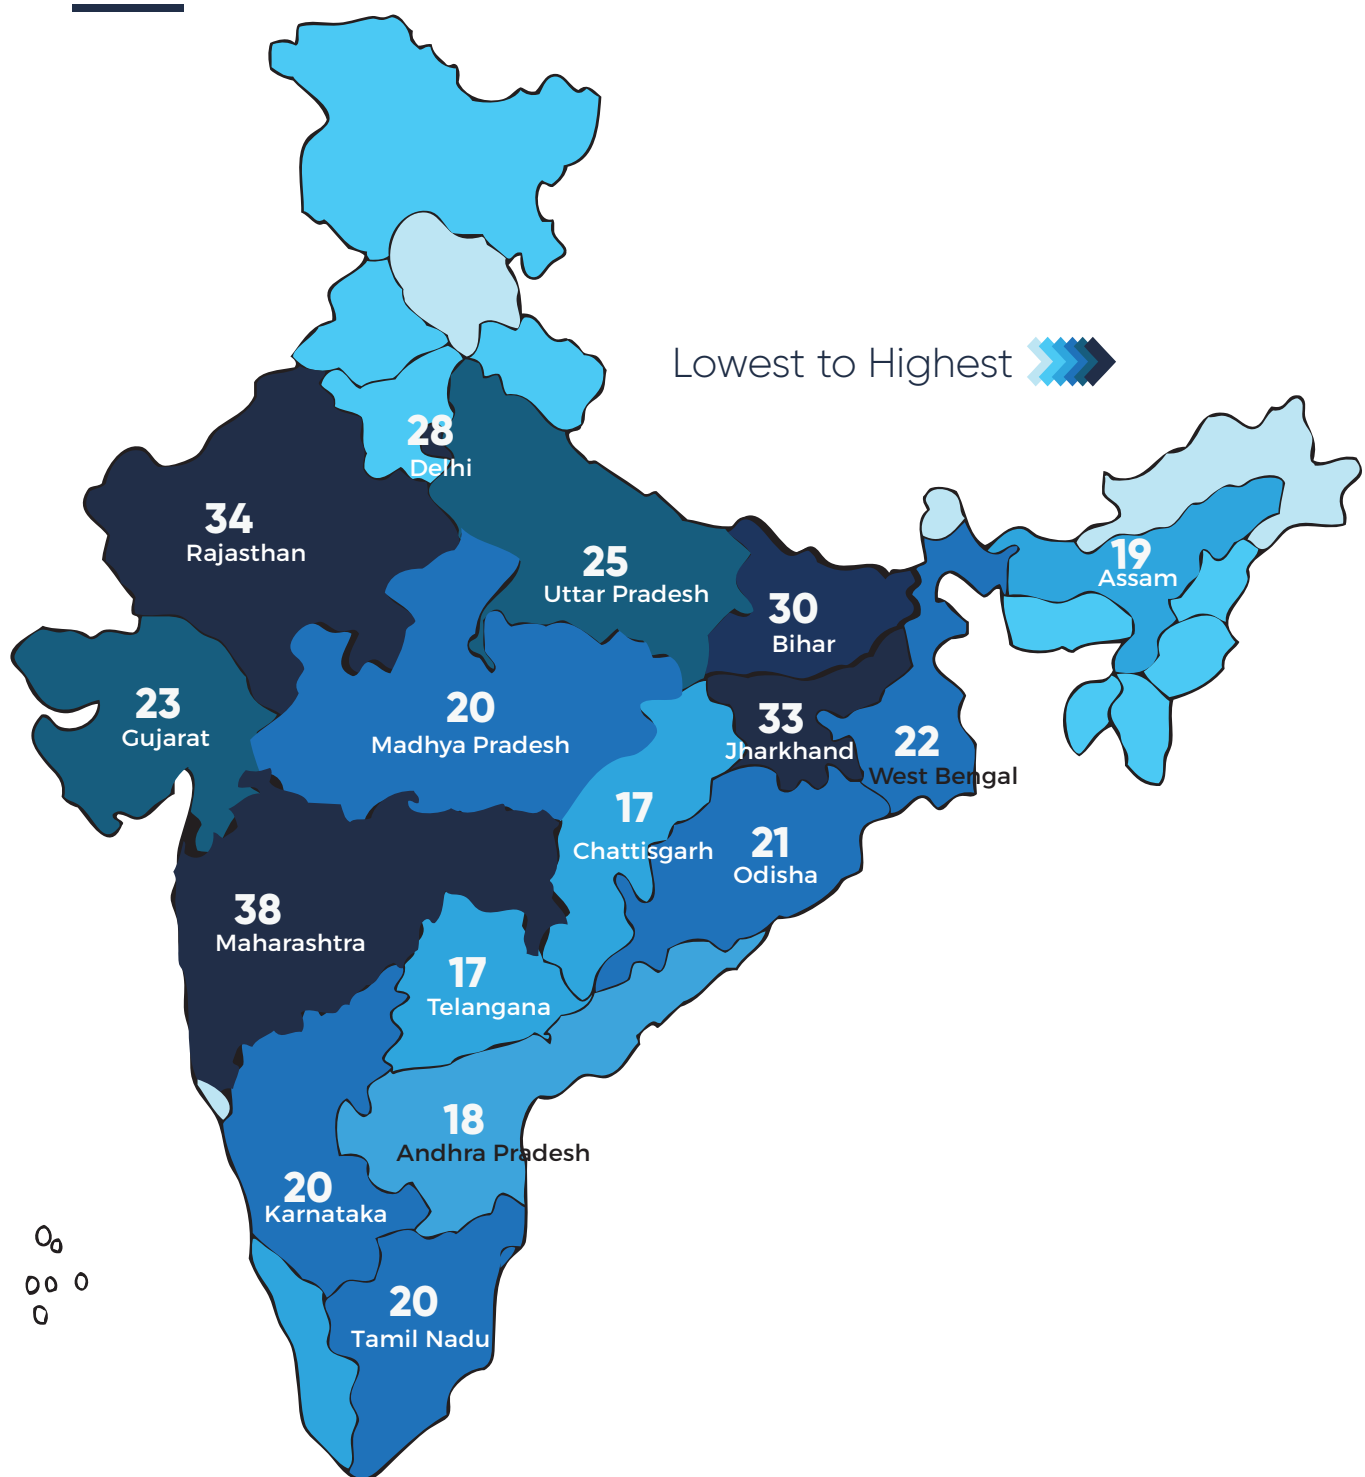 Lowest to Highest
28
Delhi
34
Rajasthan
25
Uttar Pradesh
19
Assam
30
Bihar
23
Gujarat
20
Madhya Pradesh
33
Jharkhand
22
West Bengal
17
Chattisgarh
21
Odisha
38
Maharashtra
17
Telangana
18
Andhra Pradesh
20
Karnataka
20
Tamil Nadu